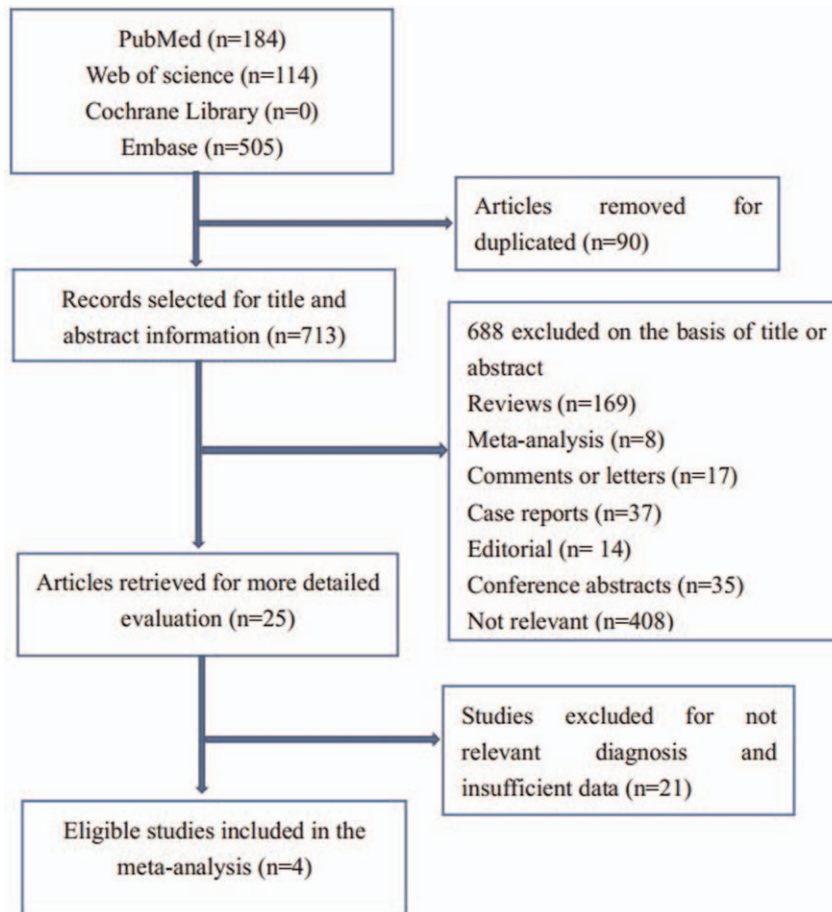 PubMed (n=184)
Web of science (n=114)
Cochrane Library (n=0)
Embase (n=505)
Articles removed for
duplicated (n=90)
Records selected for title and
abstract information (n=713)
688 excluded on the basis of title or
abstract
Reviews (n=169)
Meta-analysis (n=8)
Comments or letters (n=17)
Case reports (n=37)
Editorial (n= 14)
Conference abstracts (n=35)
Not relevant (n=408)
Articles retrieved for more detailed
evaluation (n=25)
Studies excluded for not
relevant diagnosis and
insufficient data (n=21)
Eligible studies included in the
meta-analysis (n=4)